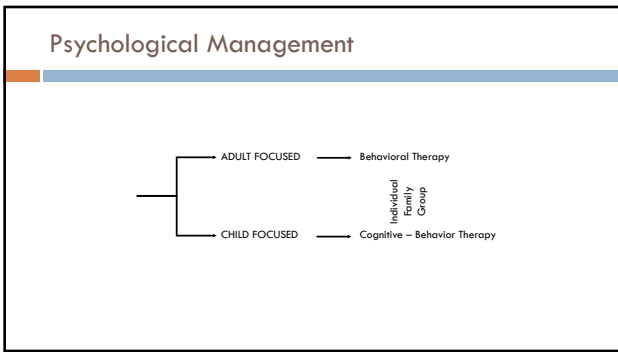 Psychological Management
ADULT FOCUSED
Behavioral Therapy
Individual
Family
Group
CHILD FOCUSED
Cognitive – Behavior Therapy